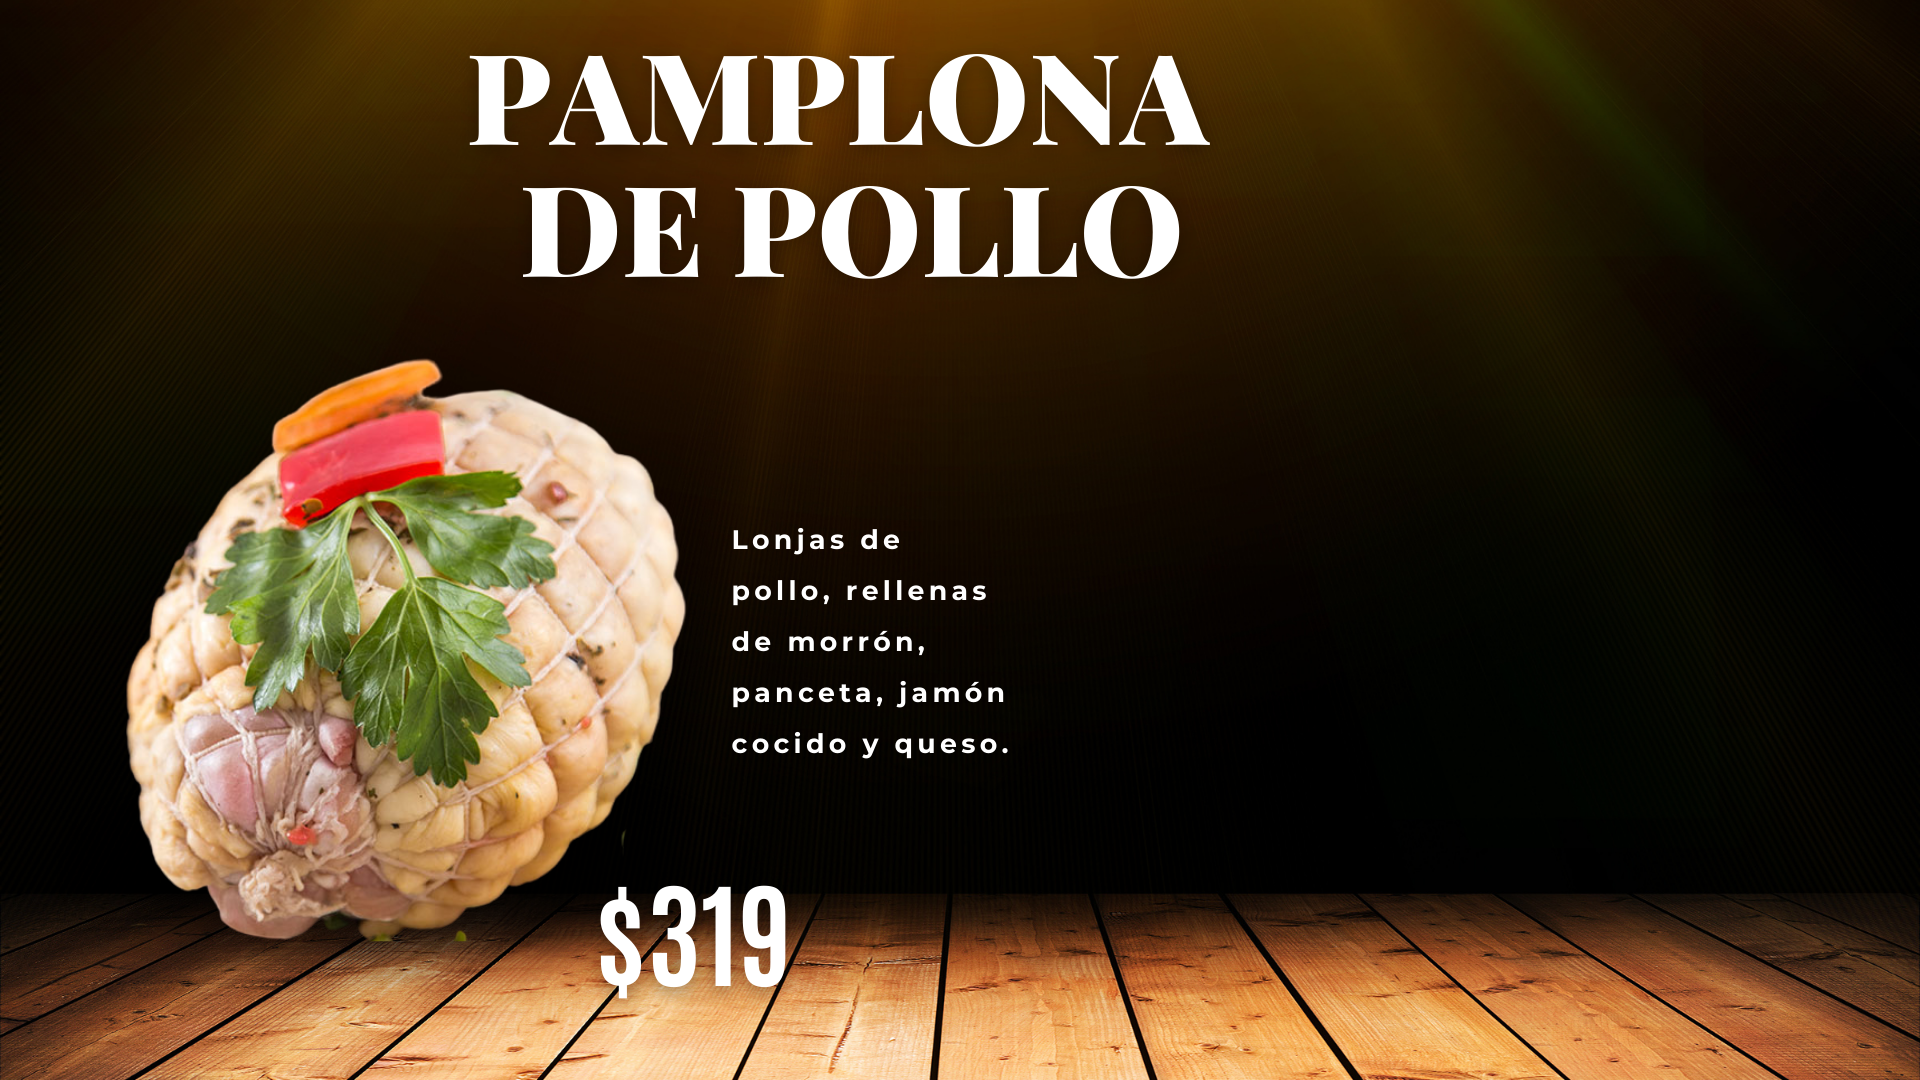 PAMPLONA
DE POLLO
Lonjas de
pollo, rellenas
de morrón,
panceta, jamón
cocido y queso.
$319